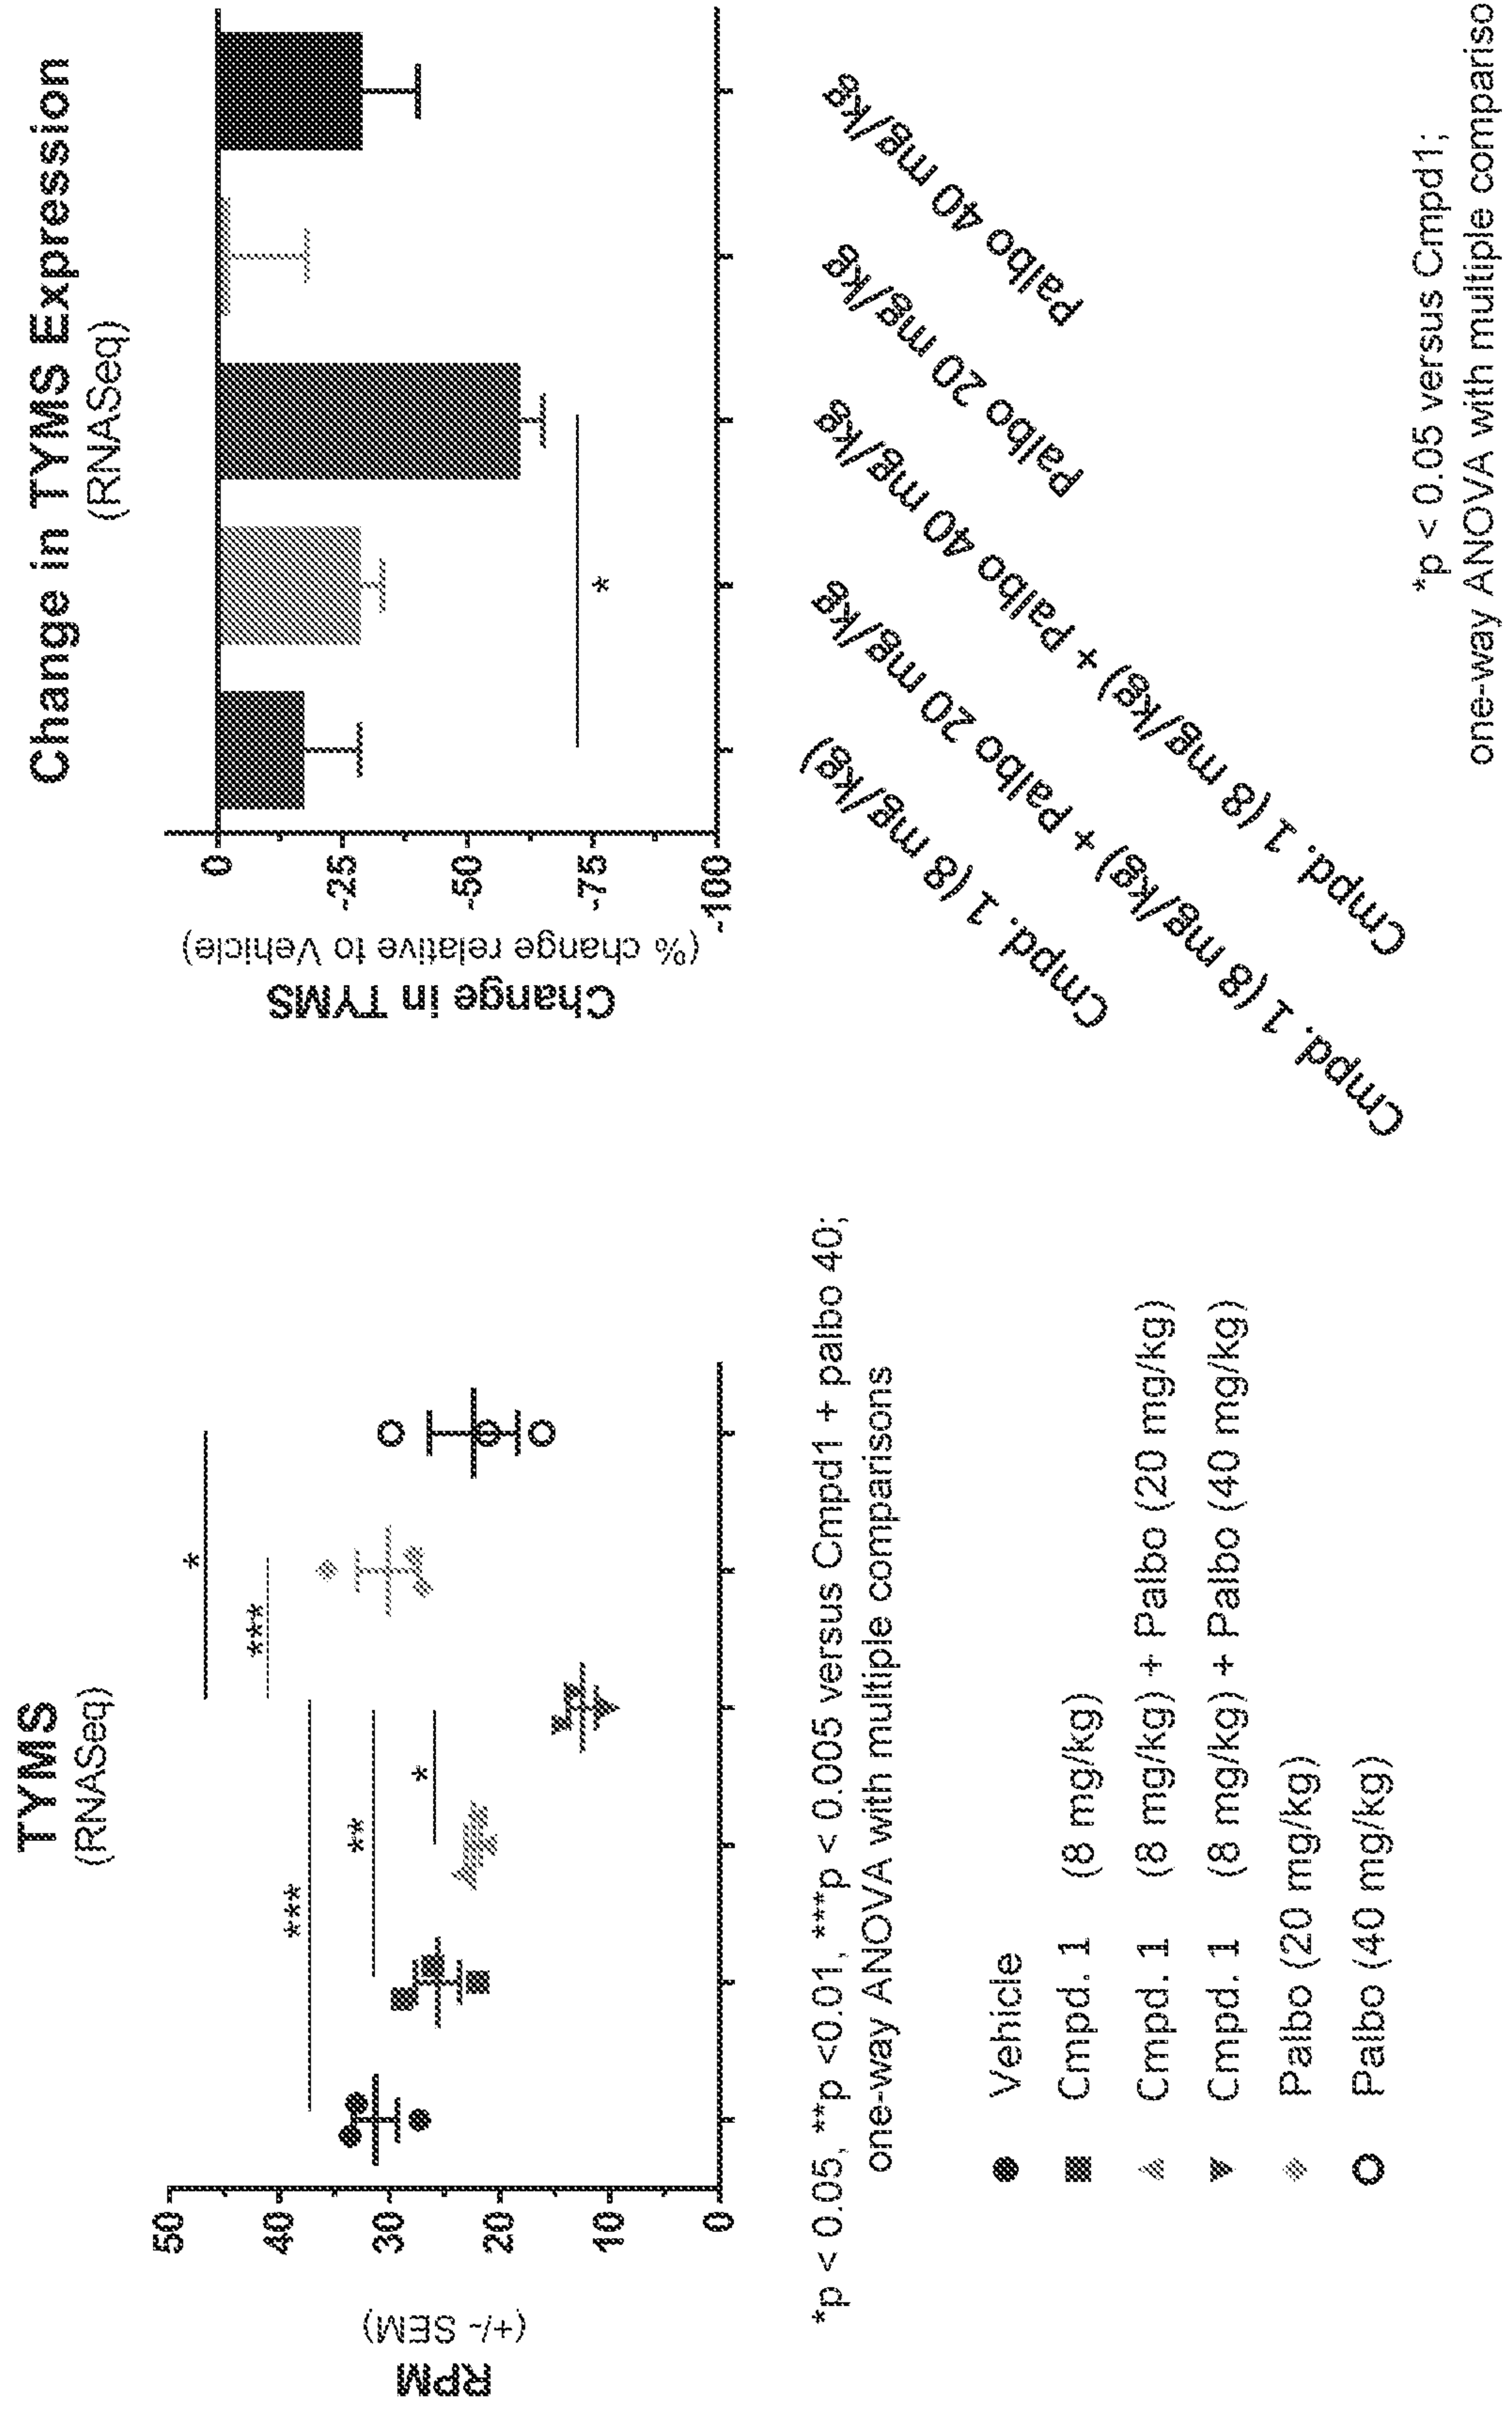 TYMS
(RNASeq)
RPM
(+/- SEM)
50
40
30
20
10
0
***
**
*
***
*
*p < 0.05, **p <0.01, ***p < 0.005 versus Cmpd1 + palbo 40;
one-way ANOVA with multiple comparisons
Vehicle
Cmpd. 1 (8 mg/kg)
Cmpd. 1 (8 mg/kg) + Palbo (20 mg/kg)
Cmpd. 1 (8 mg/kg) + Palbo (40 mg/kg)
Palbo (20 mg/kg)
Palbo (40 mg/kg)
Change in TYMS Expression
(RNASeq)
Change in TYMS
(% change relative to Vehicle)
0
-25
-50
-75
-100
*
Cmpd. 1 (8 mg/kg)
Cmpd. 1 (8 mg/kg) + Palbo 20 mg/kg
Cmpd. 1 (8 mg/kg) + Palbo 40 mg/kg
Palbo 20 mg/kg
Palbo 40 mg/kg
*p < 0.05 versus Cmpd1;
one-way ANOVA with multiple compariso